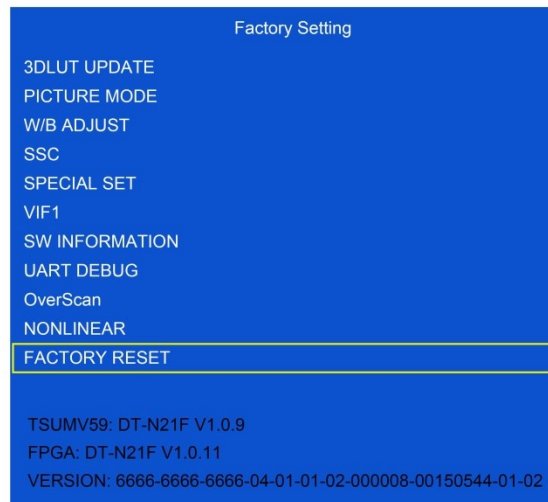 Factory Setting
3DLUT UPDATE
PICTURE MODE
W/B ADJUST
SSC
SPECIAL SET
VIF1
SW INFORMATION
UART DEBUG
OverScan
NONLINEAR
FACTORY RESET
TSUMV59: DT-N21F V1.0.9
FPGA: DT-N21F V1.0.11
VERSION: 6666-6666-6666-04-01-01-02-000008-00150544-01-02